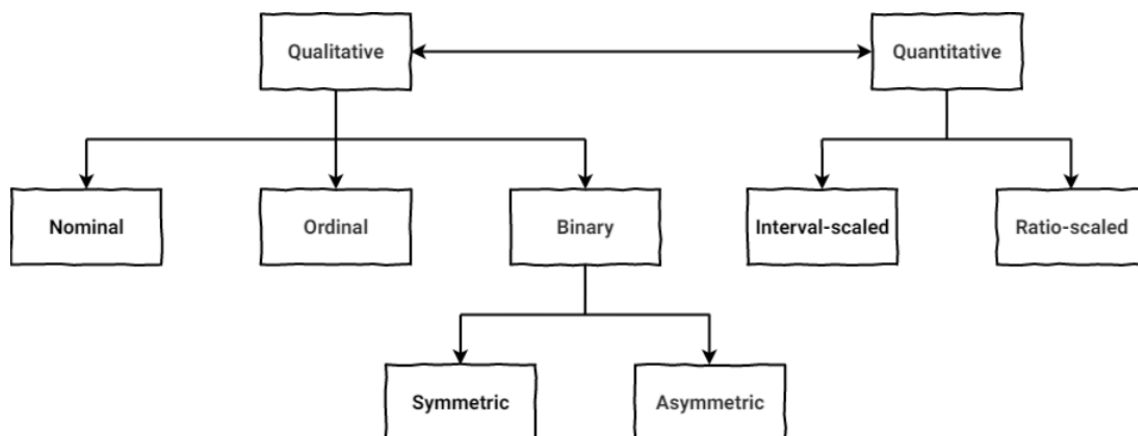 Qualitative
Quantitative
Nominal
Ordinal
Binary
Interval-scaled
Ratio-scaled
Symmetric
Asymmetric